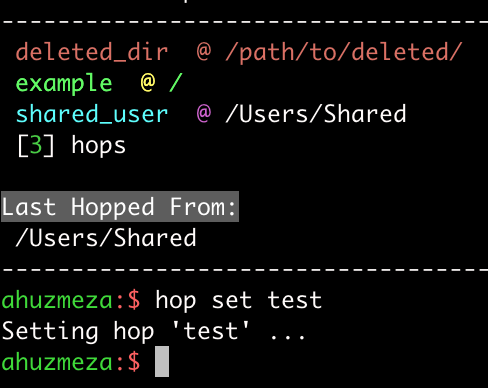 -----------------------------------
deleted_dir  @ /path/to/deleted/
example  @ /
shared_user  @ /Users/Shared
[3] hops
Last Hopped From:
/Users/Shared
-----------------------------------
ahuzmeza:$ hop set test
Setting hop 'test' ...
ahuzmeza:$